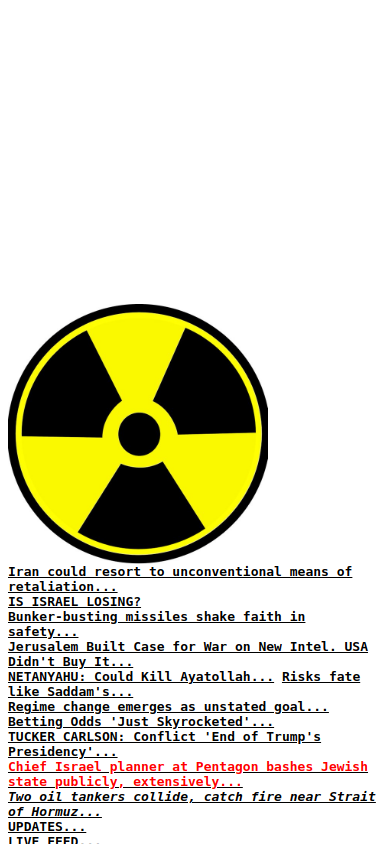 Iran could resort to unconventional means of
retaliation...
IS ISRAEL LOSING?
Bunker-busting missiles shake faith in
safety...
Jerusalem Built Case for War on New Intel. USA
Didn't Buy It...
NETANYAHU: Could Kill Ayatollah... Risks fate
like Saddam's...
Regime change emerges as unstated goal...
Betting Odds 'Just Skyrocketed'...
TUCKER CARLSON: Conflict 'End of Trump's
Presidency'...
Chief Israel planner at Pentagon bashes Jewish
state publicly, extensively...
Two oil tankers collide, catch fire near Strait
of Hormuz...
UPDATES...
LIVE FEED...